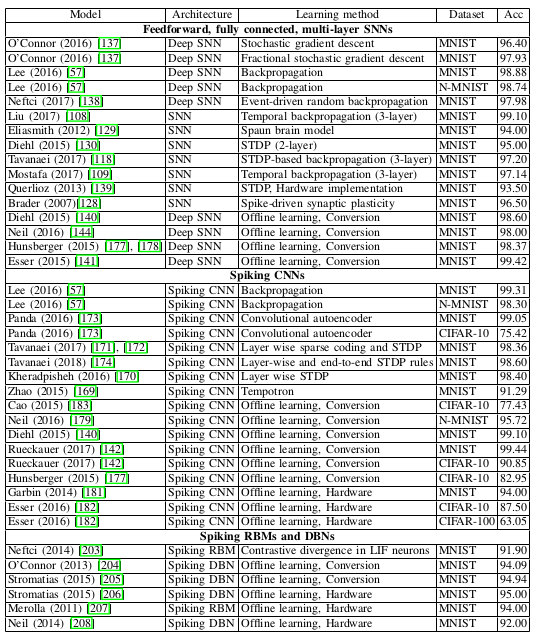 Model Architecture Learning method Dataset Acc
Feedforward, fully connected, multi-layer SNNs
O'Connor (2016) [137] Deep SNN Stochastic gradient descent MNIST 96.40
O'Connor (2016) [137] Deep SNN Fractional stochastic gradient descent MNIST 97.93
Lee (2016) [57] Deep SNN Backpropagation MNIST 98.88
Lee (2016) [57] Deep SNN Backpropagation N-MNIST 98.74
Neftci (2017) [138] Deep SNN Event-driven random backpropagation MNIST 97.98
Liu (2017) [108] SNN Temporal backpropagation (3-layer) MNIST 99.10
Eliasmith (2012) [129] SNN Spaun brain model MNIST 94.00
Diehl (2015) [130] SNN STDP (2-layer) MNIST 95.00
Tavanaei (2017) [118] SNN STDP-based backpropagation (3-layer) MNIST 97.20
Mostafa (2017) [109] SNN Temporal backpropagation (3-layer) MNIST 97.14
Querlioz (2013) [139] SNN STDP, Hardware implementation MNIST 93.50
Brader (2007)[128] SNN Spike-driven synaptic plasticity MNIST 96.50
Diehl (2015) [140] Deep SNN Offline learning, Conversion MNIST 98.60
Neil (2016) [144] Deep SNN Offline learning, Conversion MNIST 98.00
Hunsberger (2015) [177], [178] Deep SNN Offline learning, Conversion MNIST 98.37
Esser (2015) [141] Deep SNN Offline learning, Conversion MNIST 99.42
Spiking CNNs
Lee (2016) [57] Spiking CNN Backpropagation MNIST 99.31
Lee (2016) [57] Spiking CNN Backpropagation N-MNIST 98.30
Panda (2016) [173] Spiking CNN Convolutional autoencoder MNIST 99.05
Panda (2016) [173] Spiking CNN Convolutional autoencoder CIFAR-10 75.42
Tavanaei (2017) [171], [172] Spiking CNN Layer wise sparse coding and STDP MNIST 98.36
Tavanaei (2018) [174] Spiking CNN Layer-wise and end-to-end STDP rules MNIST 98.60
Kheradpisheh (2016) [170] Spiking CNN Layer wise STDP MNIST 98.40
Zhao (2015) [169] Spiking CNN Tempotron MNIST 91.29
Cao (2015) [183] Spiking CNN Offline learning, Conversion CIFAR-10 77.43
Neil (2016) [179] Spiking CNN Offline learning, Conversion N-MNIST 95.72
Diehl (2015) [140] Spiking CNN Offline learning, Conversion MNIST 99.10
Rueckauer (2017) [142] Spiking CNN Offline learning, Conversion MNIST 99.44
Rueckauer (2017) [142] Spiking CNN Offline learning, Conversion CIFAR-10 90.85
Hunsberger (2015) [177] Spiking CNN Offline learning, Conversion CIFAR-10 82.95
Garbin (2014) [181] Spiking CNN Offline learning, Hardware MNIST 94.00
Esser (2016) [182] Spiking CNN Offline learning, Hardware CIFAR-10 87.50
Esser (2016) [182] Spiking CNN Offline learning, Hardware CIFAR-100 63.05
Spiking RBMs and DBNs
Neftci (2014) [203] Spiking RBM Contrastive divergence in LIF neurons MNIST 91.90
O'Connor (2013) [204] Spiking DBN Offline learning, Conversion MNIST 94.09
Stromatias (2015) [205] Spiking DBN Offline learning, Conversion MNIST 94.94
Stromatias (2015) [206] Spiking DBN Offline learning, Hardware MNIST 95.00
Merolla (2011) [207] Spiking RBM Offline learning, Hardware MNIST 94.00
Neil (2014) [208] Spiking DBN Offline learning, Hardware MNIST 92.00